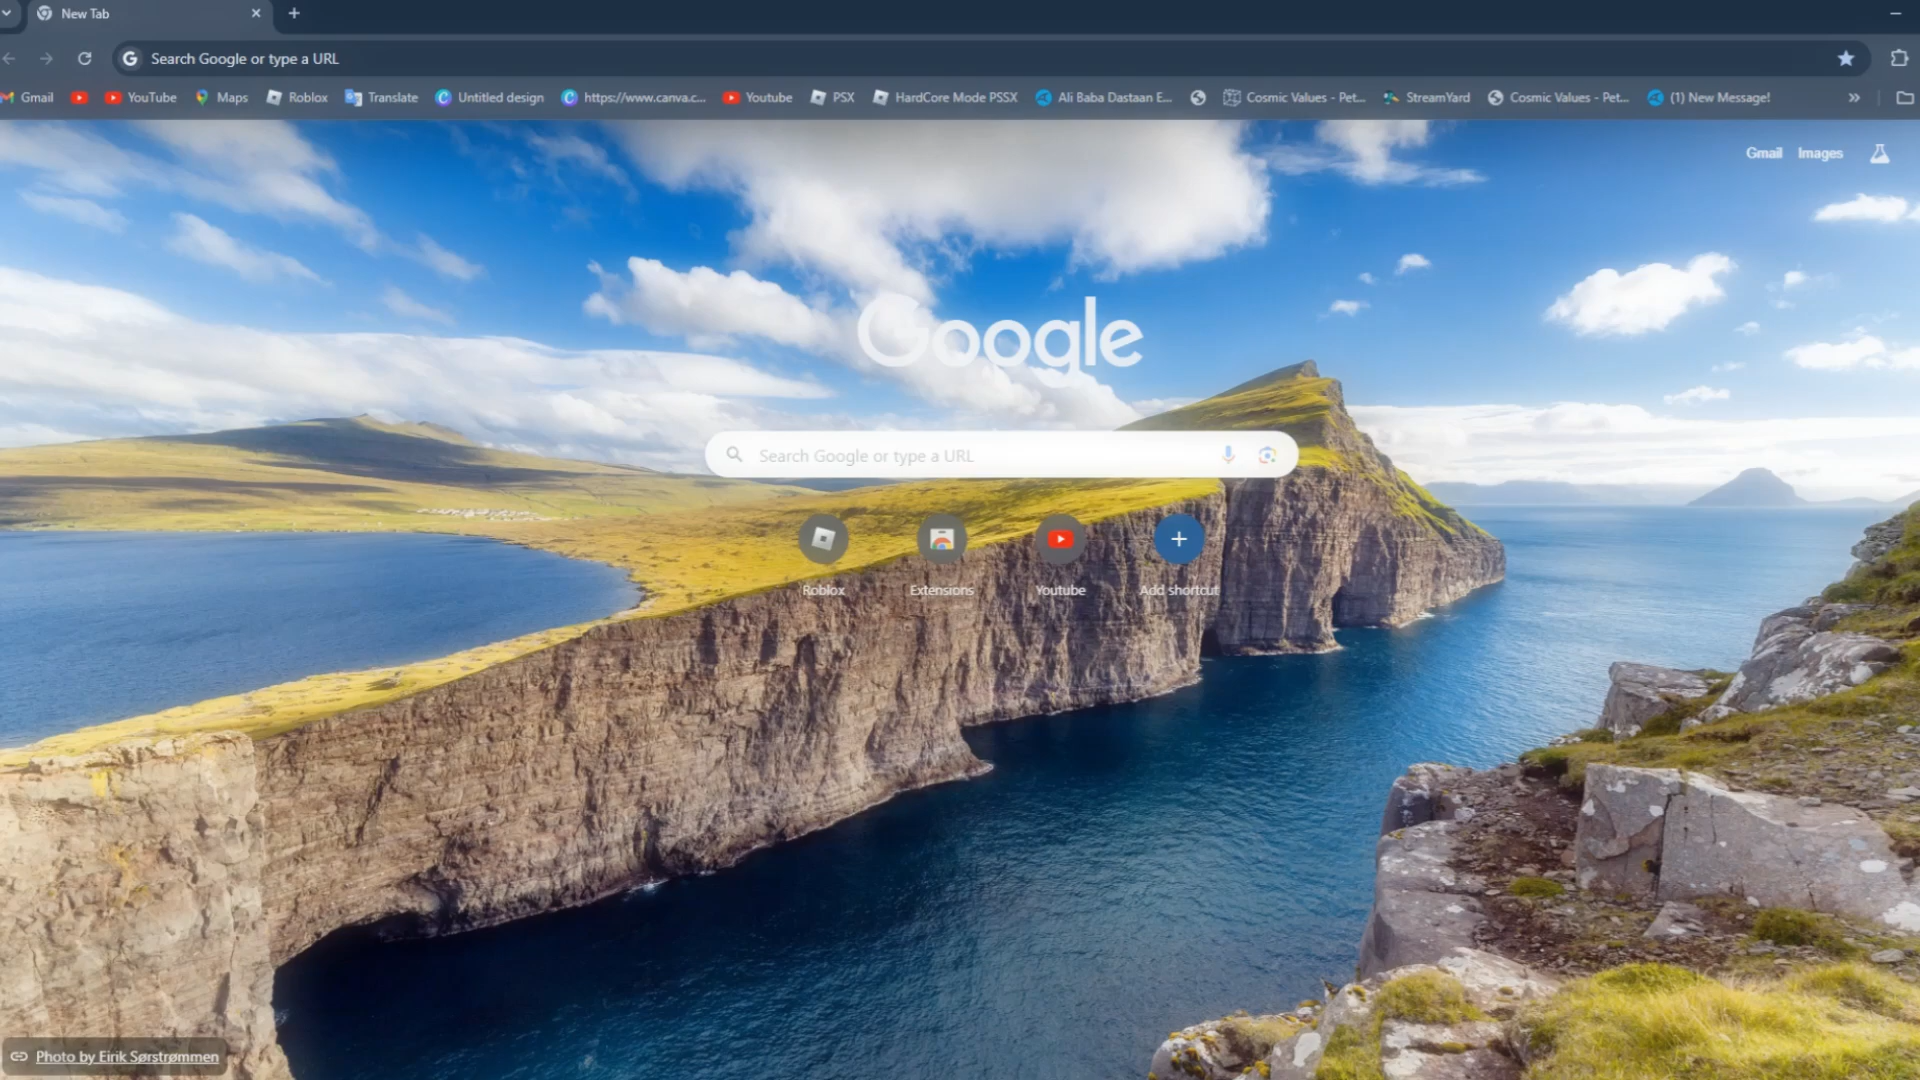 New Tab
Search Google or type a URL
Gmail YouTube Maps Roblox Translate Untitled design https://www.canva.c... Youtube PSX HardCore Mode PSSX Ali Baba Dastaan E... Cosmic Values - Pet... StreamYard Cosmic Values - Pet... (1) New Message!
Gmail Images
Google
Search Google or type a URL
Roblox Extensions Youtube Add shortcut
Photo by Eirik Sørstrømmen